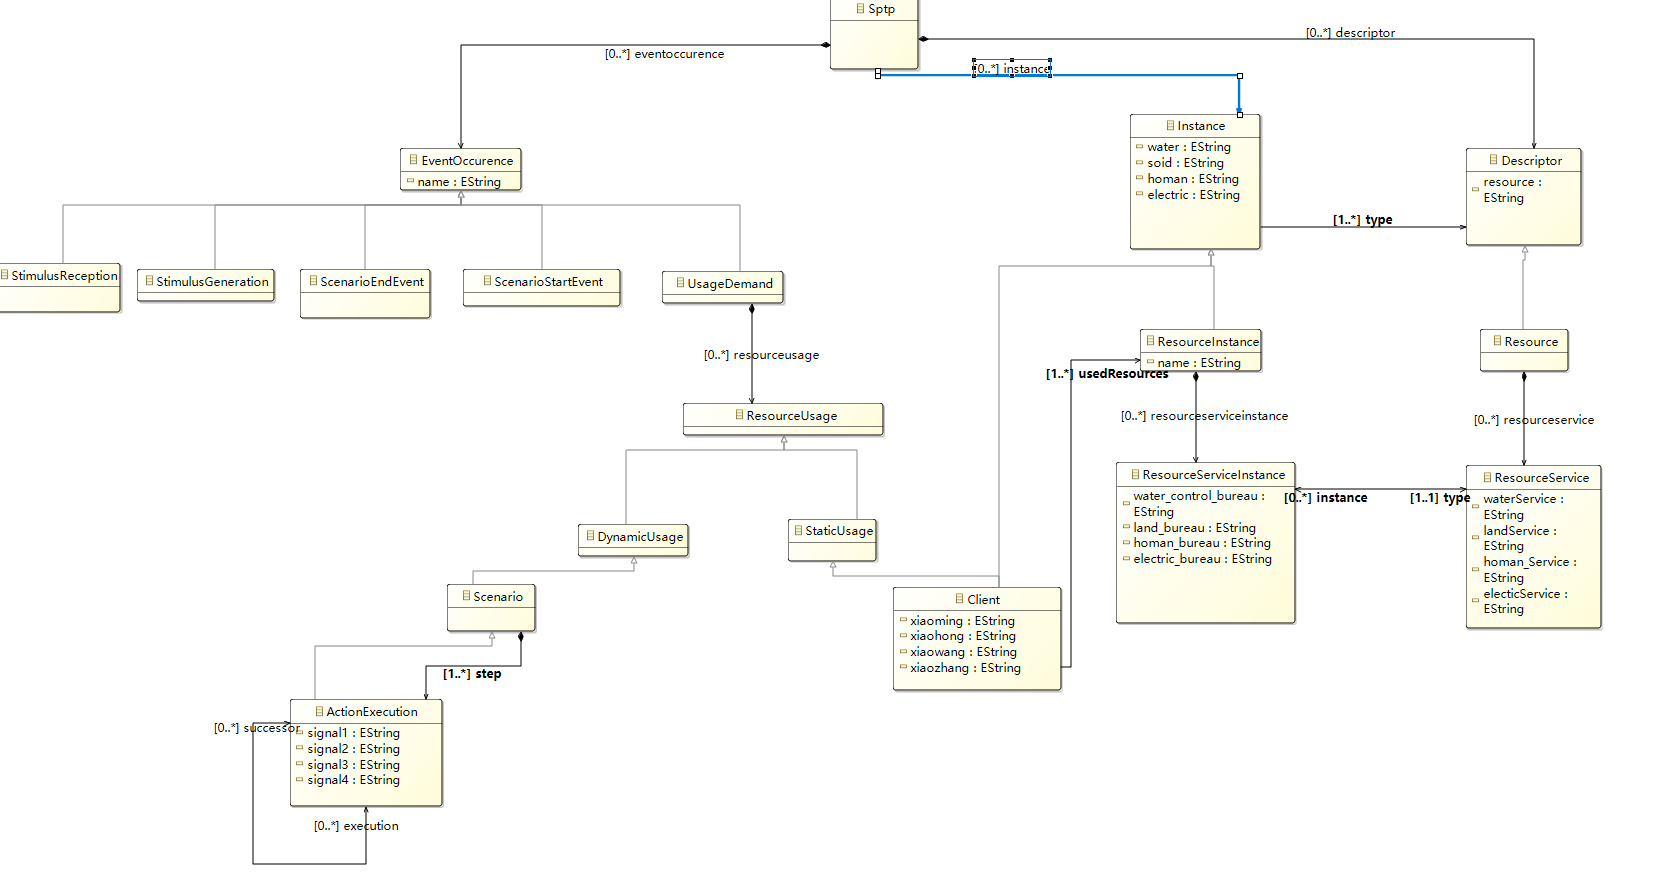 Sptp
[0..*] eventoccurence
[0..*] descriptor
[0..*] instance
Instance
water : EString
soid : EString
homan : EString
electric : EString
EventOccurence
name : EString
Descriptor
resource :
EString
[1..*] type
StimulusReception
StimulusGeneration
ScenarioEndEvent
ScenarioStartEvent
UsageDemand
[0..*] resourceusage
ResourceInstance
name : EString
[1..*] usedResources
Resource
[0..*] resourceserviceinstance
[0..*] resourceservice
ResourceUsage
ResourceServiceInstance
water_control_bureau :
EString
land_bureau : EString
homan_bureau : EString
electric_bureau : EString
[0..*] instance
[1..1] type
ResourceService
waterService :
EString
landService :
EString
homan_Service :
EString
electicService :
EString
DynamicUsage
StaticUsage
Scenario
Client
xiaoming : EString
xiaohong : EString
xiaowang : EString
xiaozhang : EString
[1..*] step
ActionExecution
signal1 : EString
signal2 : EString
signal3 : EString
signal4 : EString
[0..*] successor
[0..*] execution